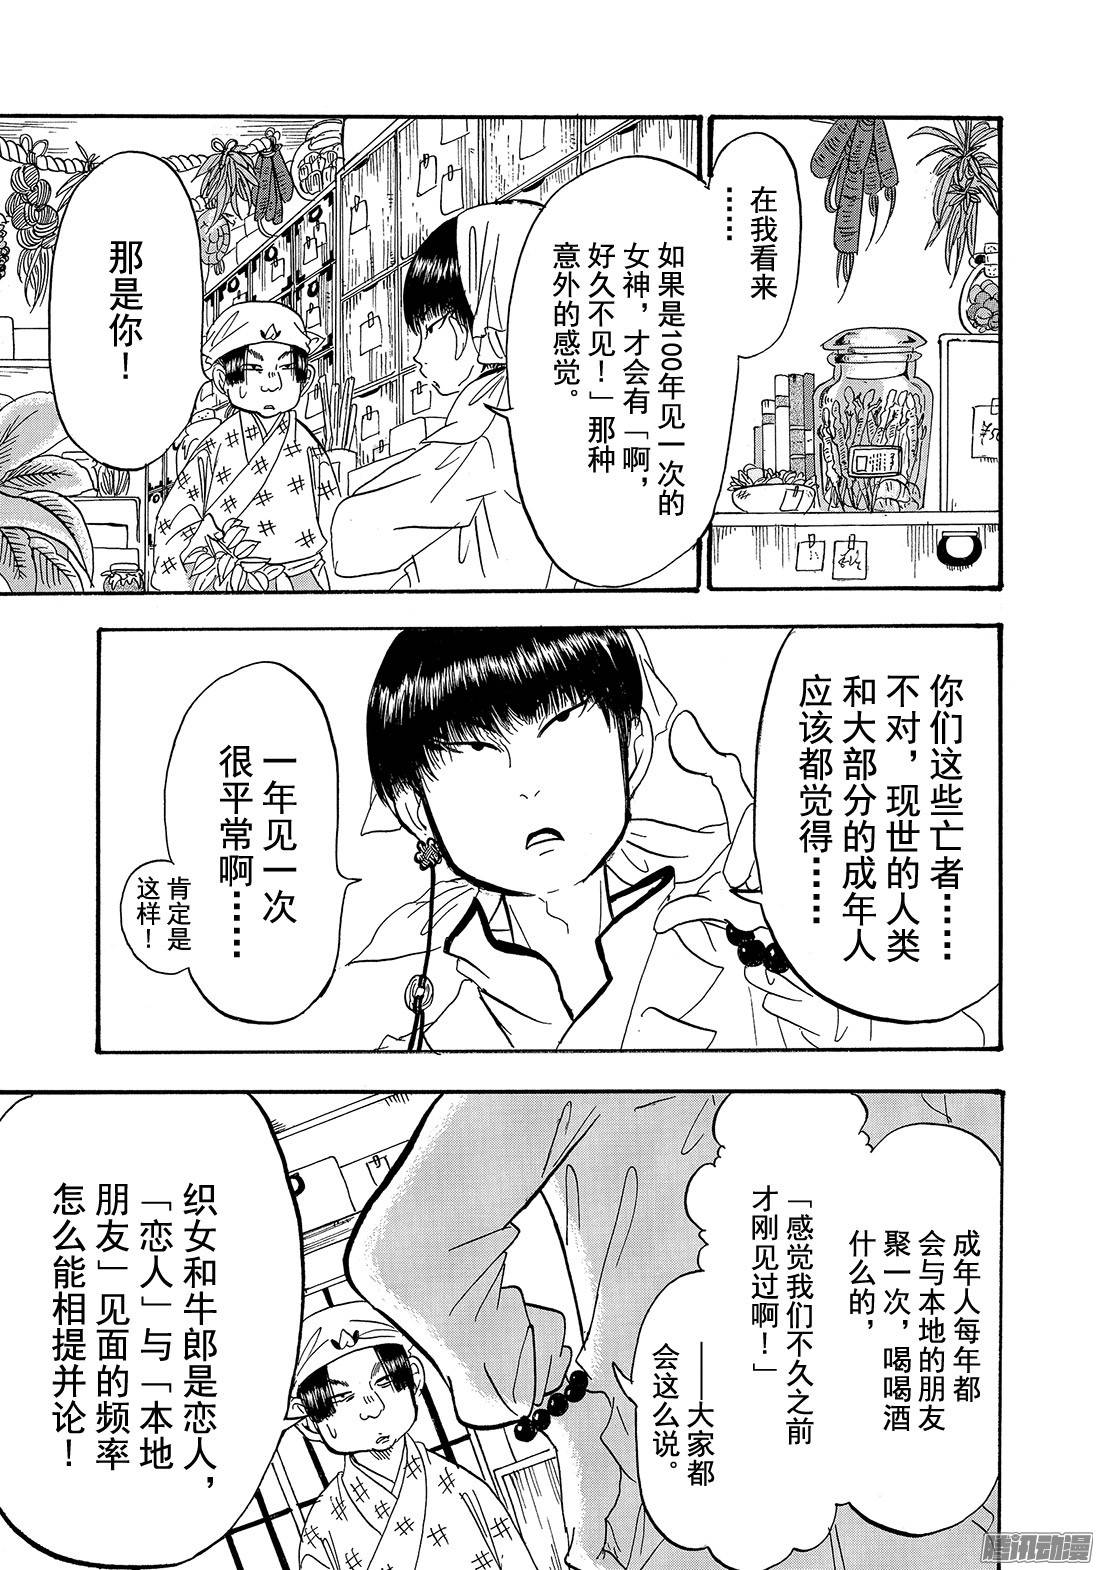 在我看来
……
如果是100年见一次的
女神，才会有「啊，
好久不见！」那种
意外的感觉。
那是你！
你们这些亡者……
不对，现世的人类
和大部分的成年人
应该都觉得……
一年见一次
很平常啊……
肯定是
这样！
成年人每年都
会与本地的朋友
聚一次，喝喝酒
什么的，
「感觉我们不久之前
才刚见过啊！」
——大家都
会这么说。
织女和牛郎是恋人，
「恋人」与「本地
朋友」见面的频率
怎么能相提并论！
腾讯动漫